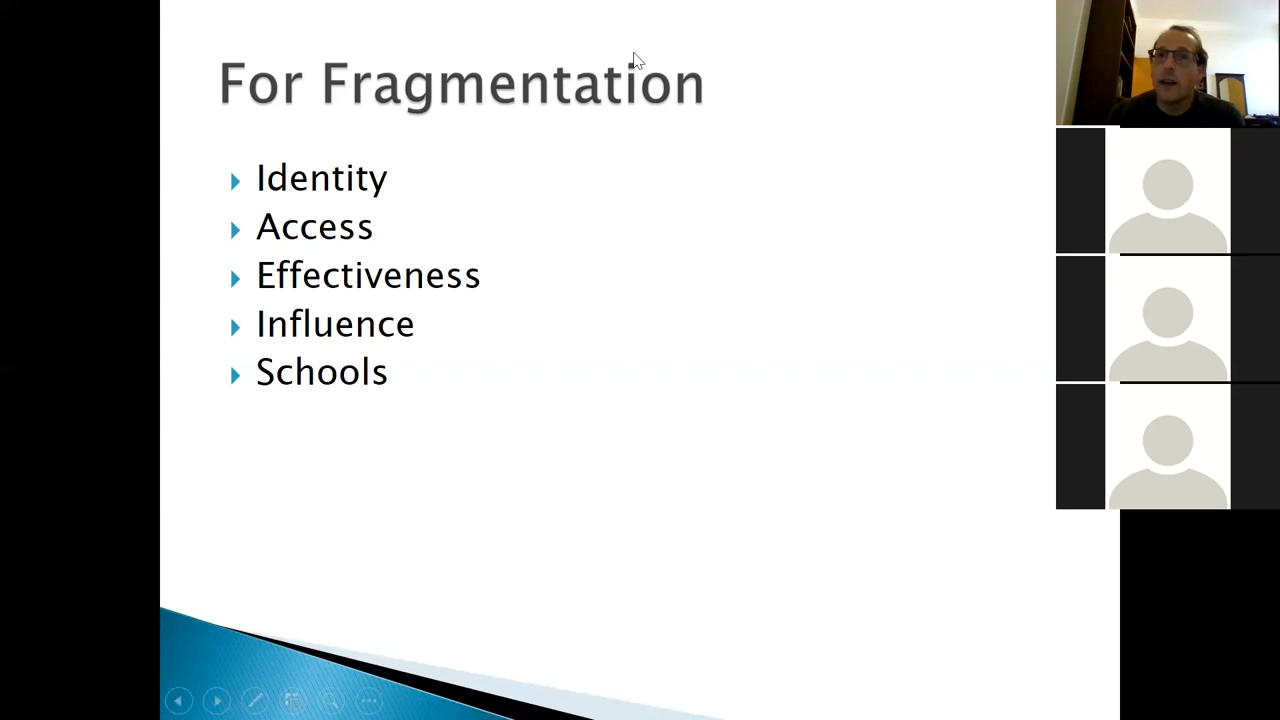 For Fragmentation
Identity
Access
Effectiveness
Influence
Schools